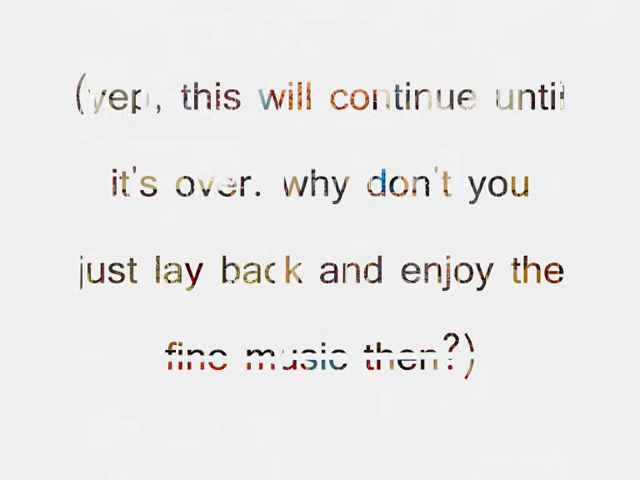 (yep, this will continue until
it's over. why don't you
just lay back and enjoy the
fine music then?)